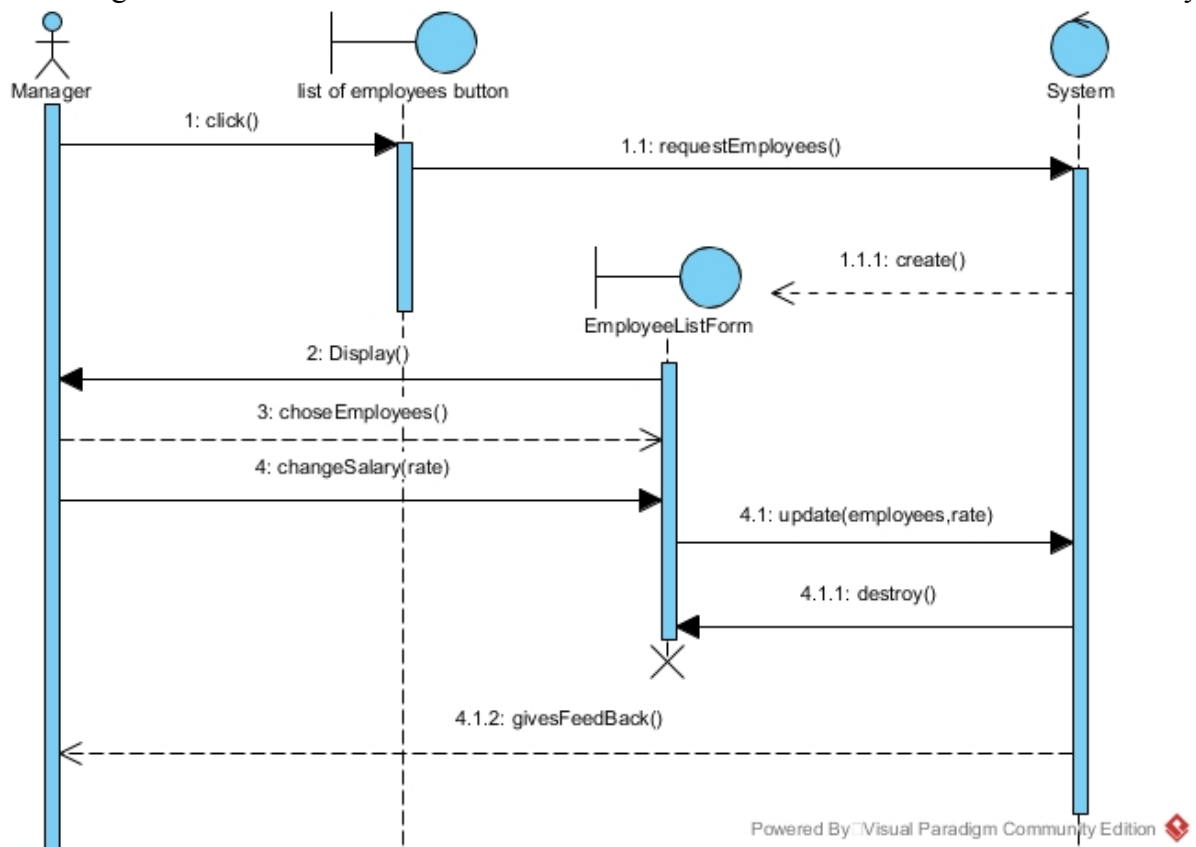 Manager
list of employees button
System
1: click()
1.1: requestEmployees()
1.1.1: create()
EmployeeListForm
2: Display()
3: choseEmployees()
4: changeSalary(rate)
4.1: update(employees,rate)
4.1.1: destroy()
4.1.2: givesFeedBack()
Powered By Visual Paradigm Community Edition